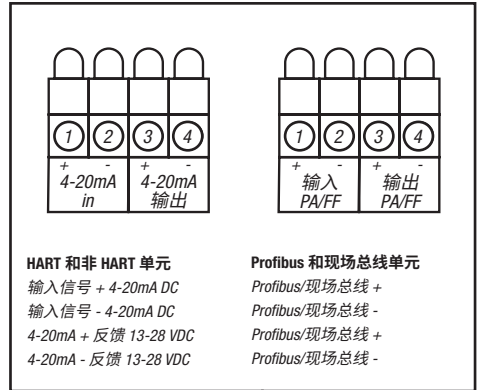 1 2 3 4
+ - + -
4-20mA in
4-20mA 输出
1 2 3 4
+ - + -
输入 PA/FF
输出 PA/FF
HART 和非 HART 单元
输入信号 + 4-20mA DC
输入信号 - 4-20mA DC
4-20mA + 反馈 13-28 VDC
4-20mA - 反馈 13-28 VDC
Profibus 和现场总线单元
Profibus/现场总线 +
Profibus/现场总线 -
Profibus/现场总线 +
Profibus/现场总线 -